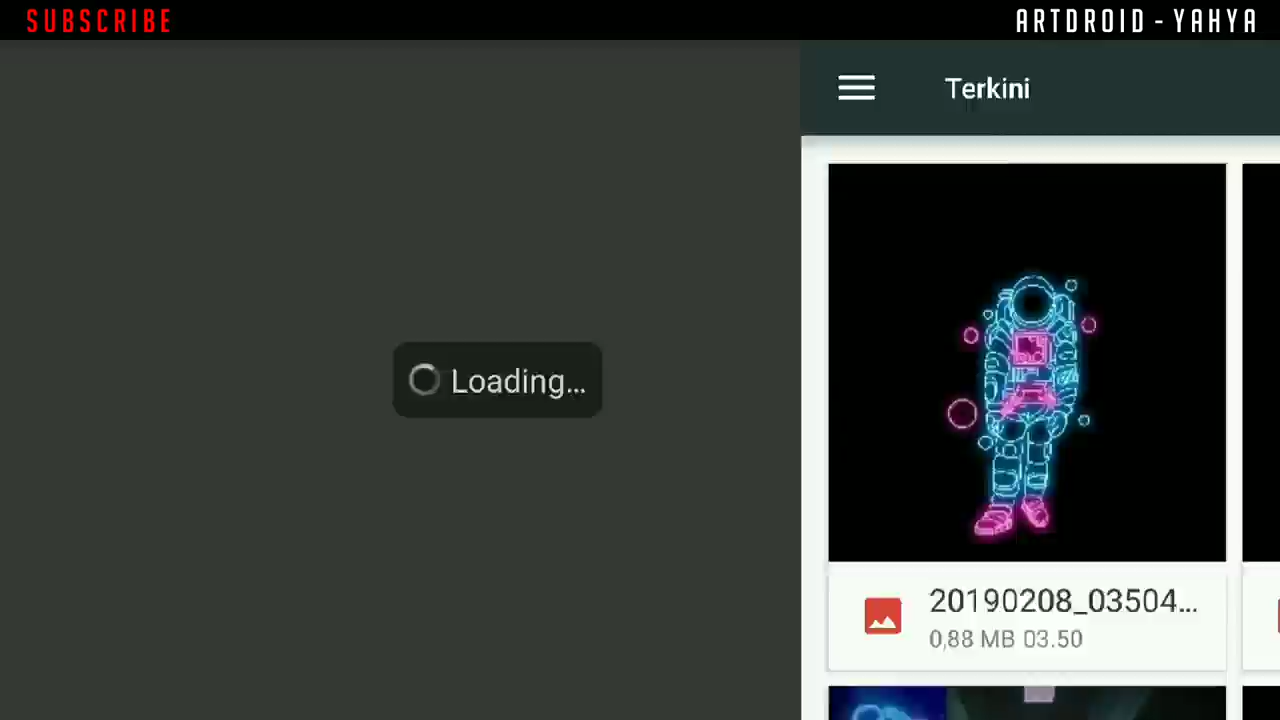 SUBSCRIBE
ARTDROID - YAHYA
Terkini
Loading...
20190208_03504...
0,88 MB 03.50